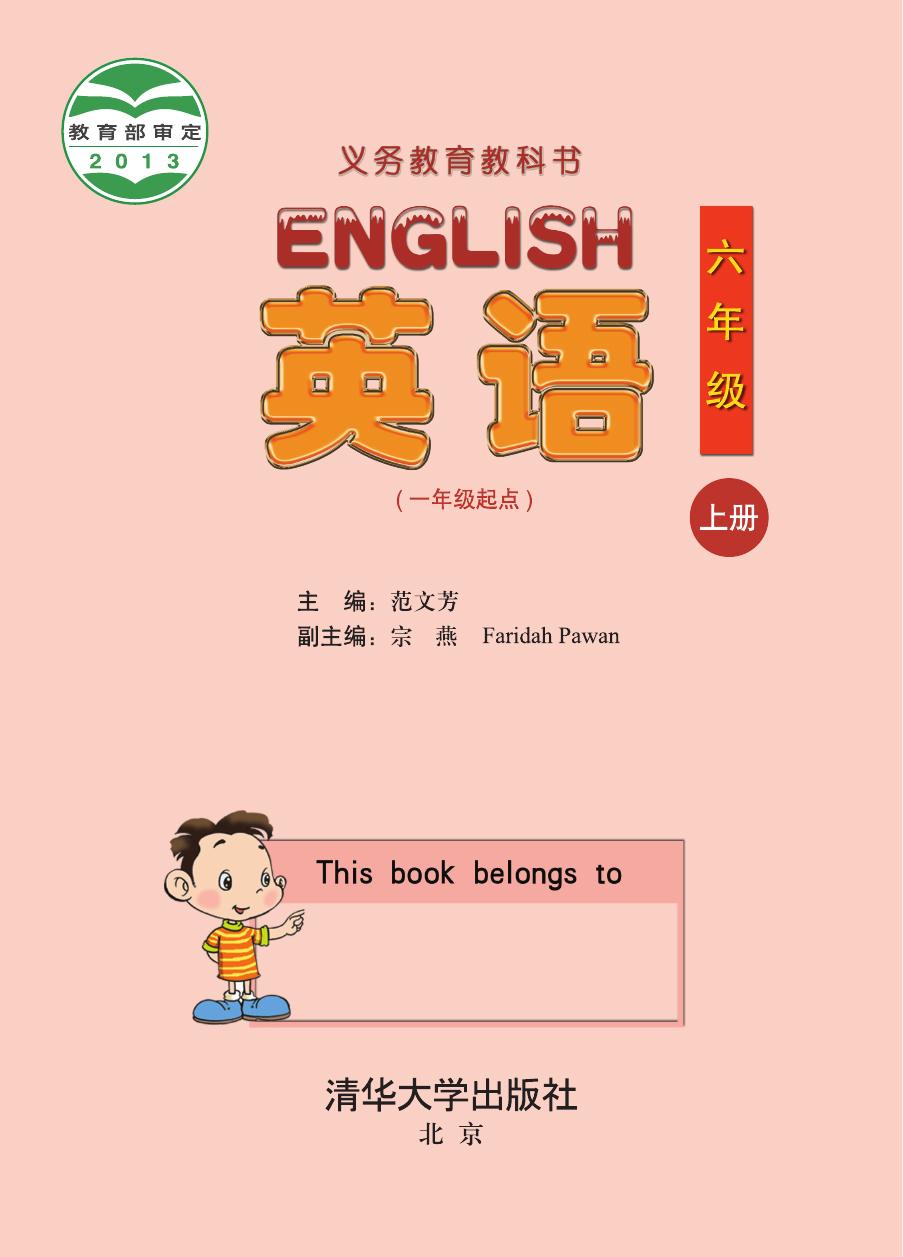 教育部审定
2013
义务教育教科书
ENGLISH
英语
六年级
上册
(一年级起点)
主 编：范文芳
副主编：宗 燕 Faridah Pawan
This book belongs to
清华大学出版社
北京